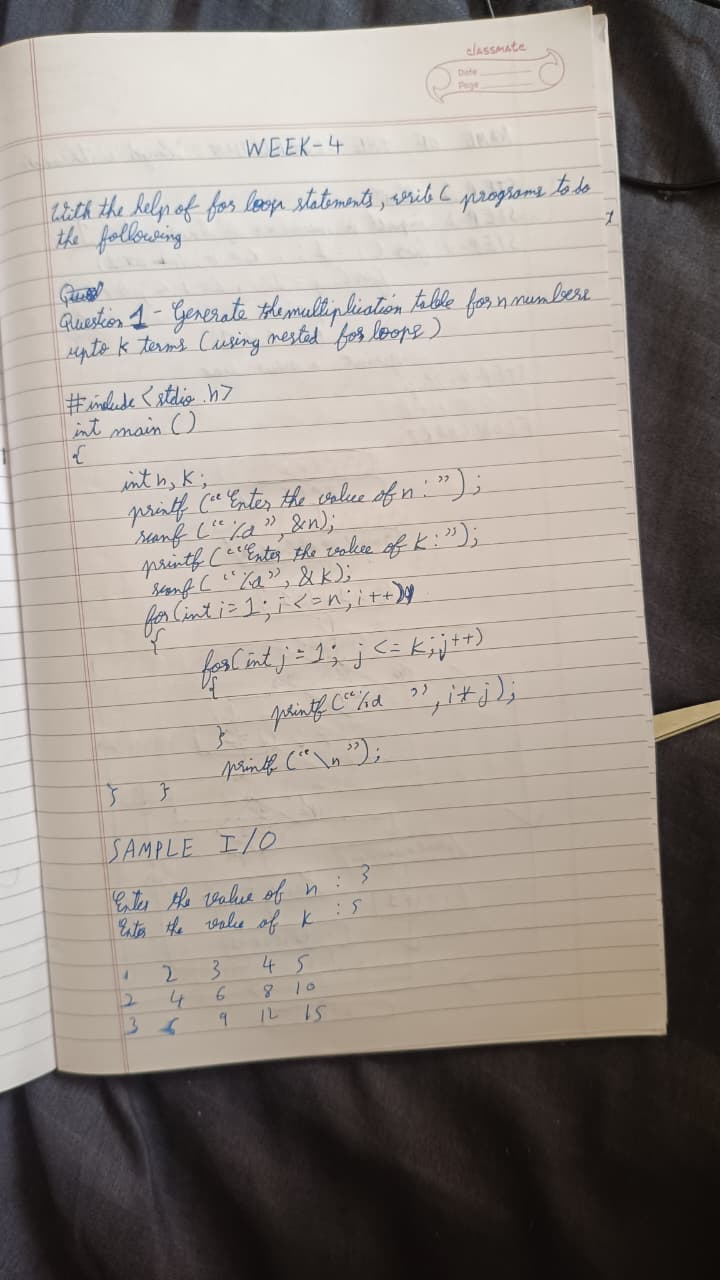 classmate
Date
Page
WEEK-4
With the help of for loop statements, write C programs to do
the following
Question 1 - Generate the multiplication table for n numbers
upto k terms (using nested for loops)
#include <stdio.h>
int main ()
{
int n, k;
printf ("Enter the value of n:");
scanf ("%d", &n);
printf ("Enter the value of k:");
scanf ("%d", &k);
for(int i = 1; i <= n; i++)
{
for(int j = 1; j <= k; j++)
{
printf ("%d ", i* j);
}
printf ("\n");
} }
SAMPLE I/O
Enter the value of n : 3
Enter the value of k : 5
1 2 3 4 5
2 4 6 8 10
3 6 9 12 15